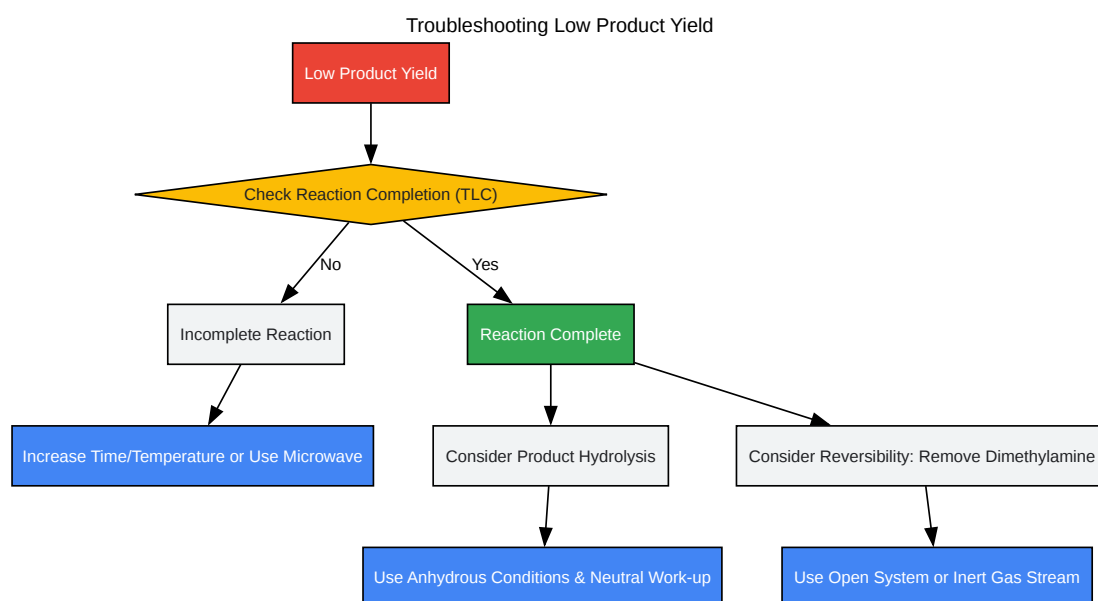 Troubleshooting Low Product Yield
Low Product Yield
Check Reaction Completion (TLC)
No
Yes
Incomplete Reaction
Reaction Complete
Increase Time/Temperature or Use Microwave
Consider Product Hydrolysis
Consider Reversibility: Remove Dimethylamine
Use Anhydrous Conditions & Neutral Work-up
Use Open System or Inert Gas Stream